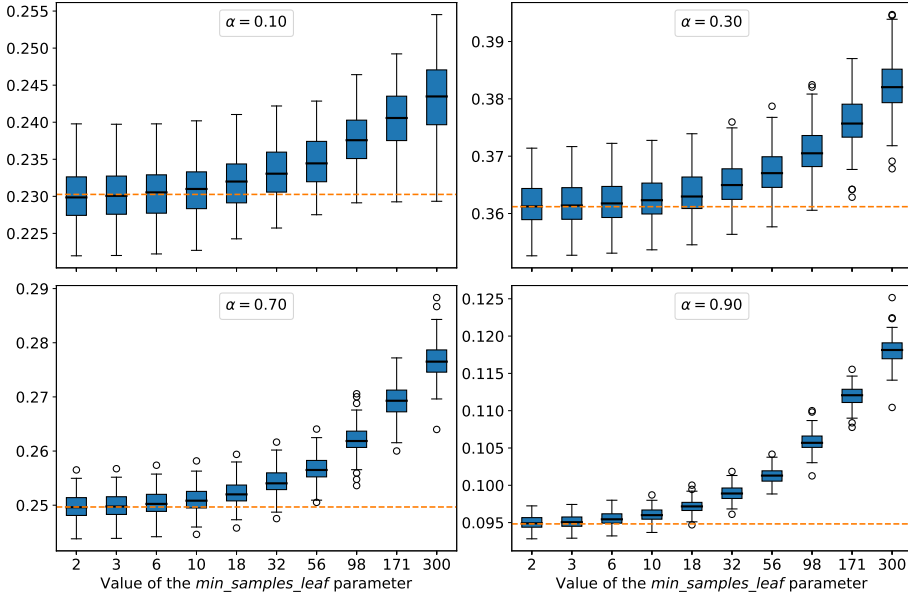 α = 0.10
0.255
0.250
0.245
0.240
0.235
0.230
0.225
α = 0.30
0.39
0.38
0.37
0.36
α = 0.70
0.29
0.28
0.27
0.26
0.25
2 3 6 10 18 32 56 98 171 300
Value of the min_samples_leaf parameter
α = 0.90
0.125
0.120
0.115
0.110
0.105
0.100
0.095
2 3 6 10 18 32 56 98 171 300
Value of the min_samples_leaf parameter